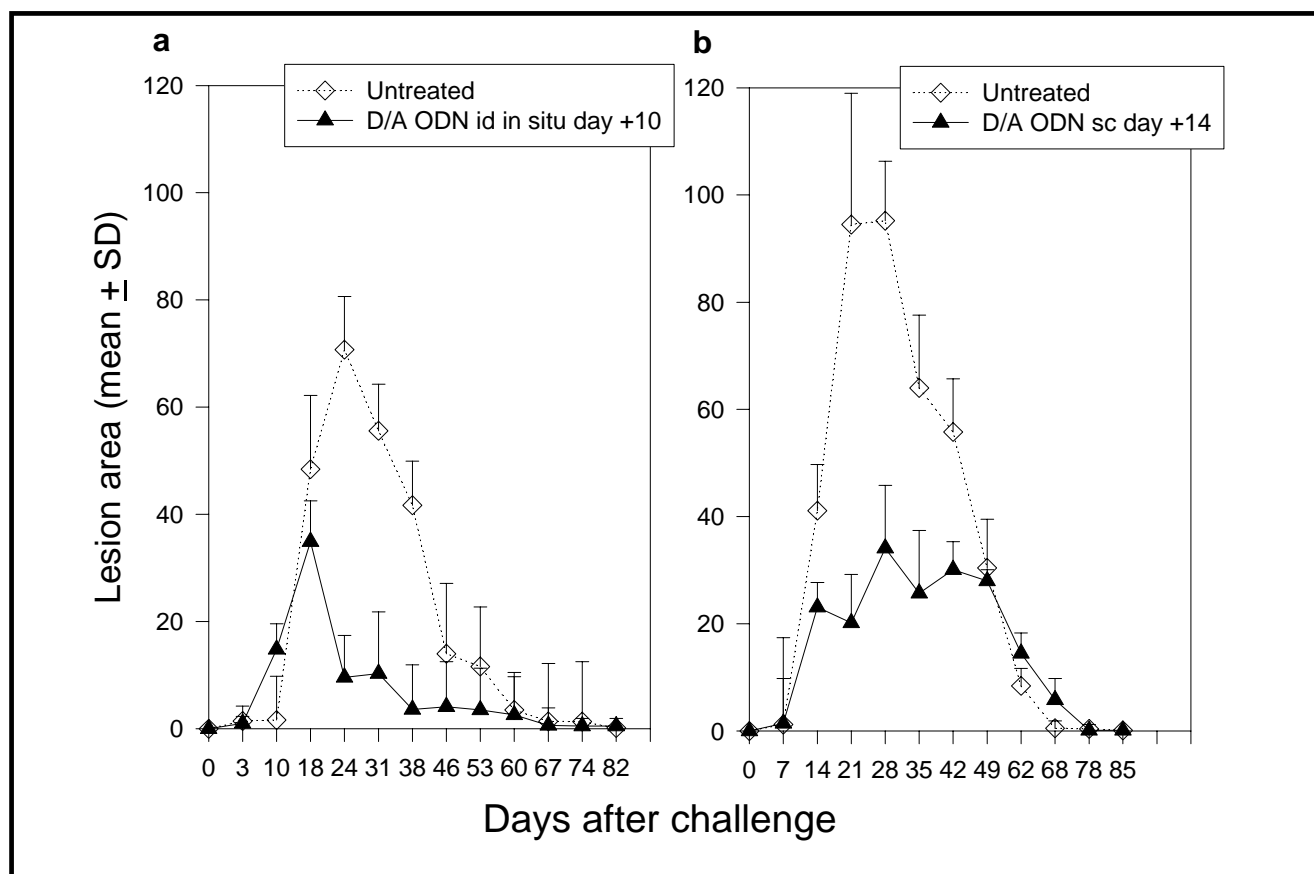 a
b
Untreated
D/A ODN id in situ day +10
Untreated
D/A ODN sc day +14
Lesion area (mean ± SD)
120
100
80
60
40
20
0
0 3 10 18 24 31 38 46 53 60 67 74 82
120
100
80
60
40
20
0
0 7 14 21 28 35 42 49 62 68 78 85
Days after challenge